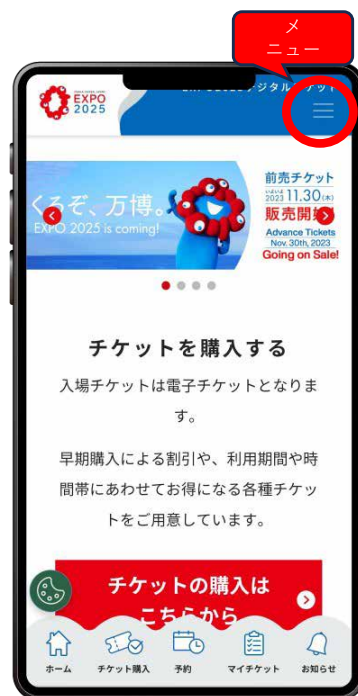 メ
ニュー
EXPO
2025
デジタル
くるぞ、万博。
EXPO 2025 is coming!
前売チケット
いよいよ
2023 11.30(木)
販売開始
Advance Tickets
Nov. 30th, 2023
Going on Sale!
チケットを購入する
入場チケットは電子チケットとなりま
す。
早期購入による割引や、利用期間や時
間帯にあわせてお得になる各種チケッ
トをご用意しています。
チケットの購入は
こちらから
ホーム
チケット購入
予約
マイチケット
お知らせ